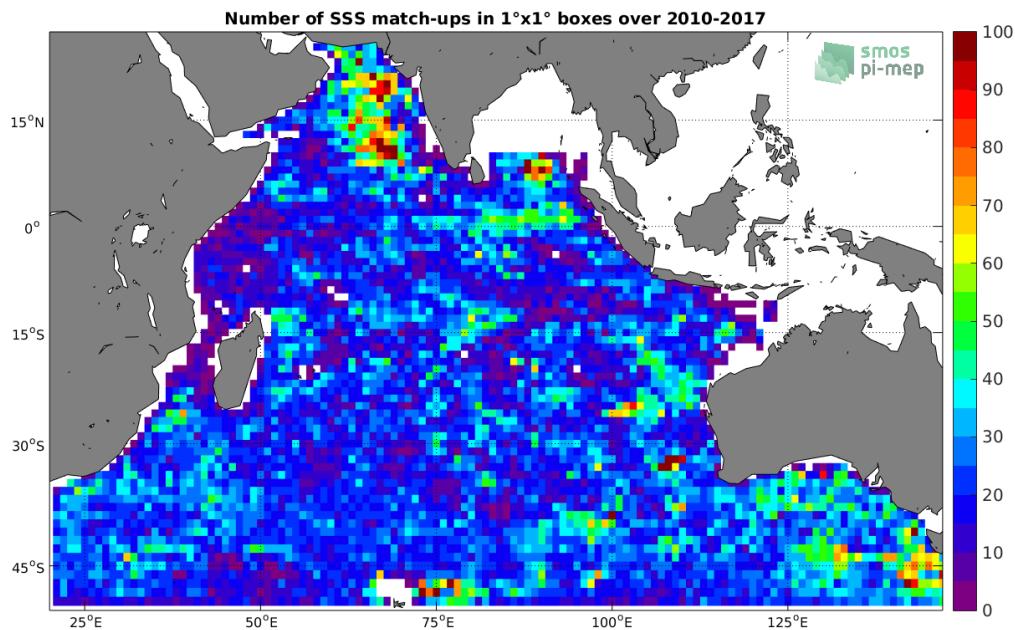 Number of SSS match-ups in 1°x1° boxes over 2010-2017
smos
pi-mep
100
90
80
70
60
50
40
30
20
10
0
15°N
0°
15°S
30°S
45°S
25°E
50°E
75°E
100°E
125°E